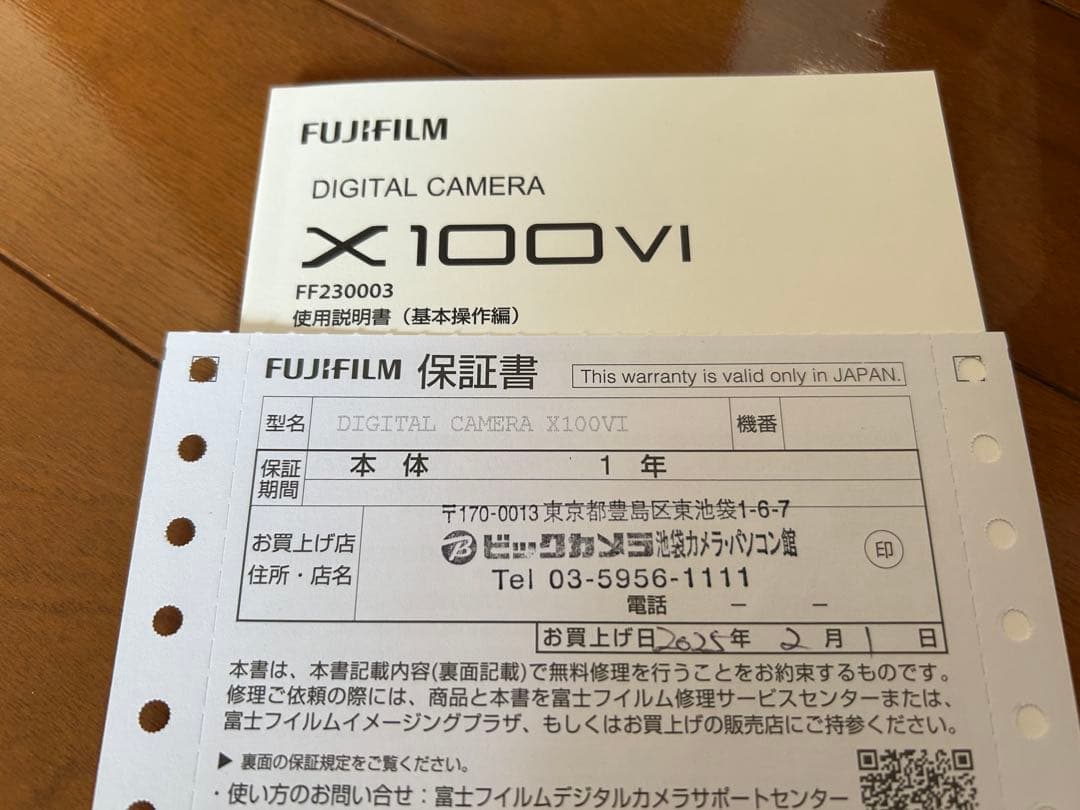 FUJIFILM
DIGITAL CAMERA
X100VI
FF230003
使用説明書（基本操作編）
FUJIFILM 保証書 This warranty is valid only in JAPAN.
型名 DIGITAL CAMERA X100VI 機番
保証期間 本体 1年
〒170-0013 東京都豊島区東池袋1-6-7
お買上げ店 ビックカメラ池袋カメラ・パソコン館 印
住所・店名 Tel 03-5956-1111
電話 － －
お買上げ日 2025年 2月 1日
本書は、本書記載内容(裏面記載)で無料修理を行うことをお約束するものです。
修理ご依頼の際には、商品と本書を富士フイルム修理サービスセンターまたは、
富士フイルムイメージングプラザ、もしくはお買上げの販売店にご持参ください。
▶ 裏面の保証規定をご覧ください。
・使い方のお問い合せ：富士フイルムデジタルカメラサポートセンター